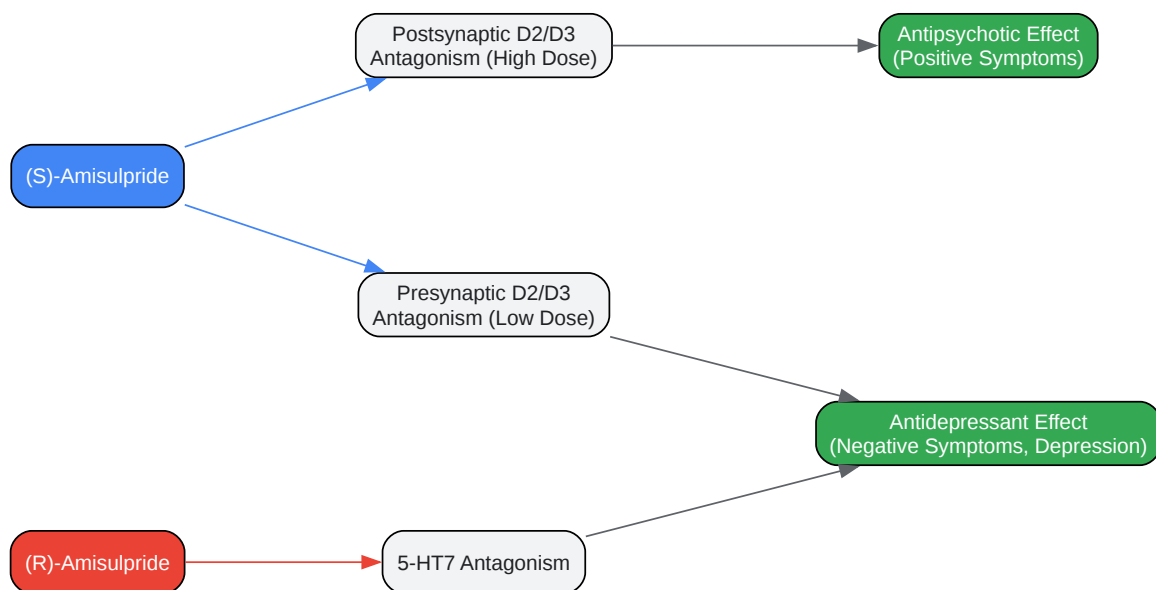 Postsynaptic D2/D3
Antagonism (High Dose)
Antipsychotic Effect
(Positive Symptoms)
(S)-Amisulpride
Presynaptic D2/D3
Antagonism (Low Dose)
Antidepressant Effect
(Negative Symptoms, Depression)
(R)-Amisulpride
5-HT7 Antagonism